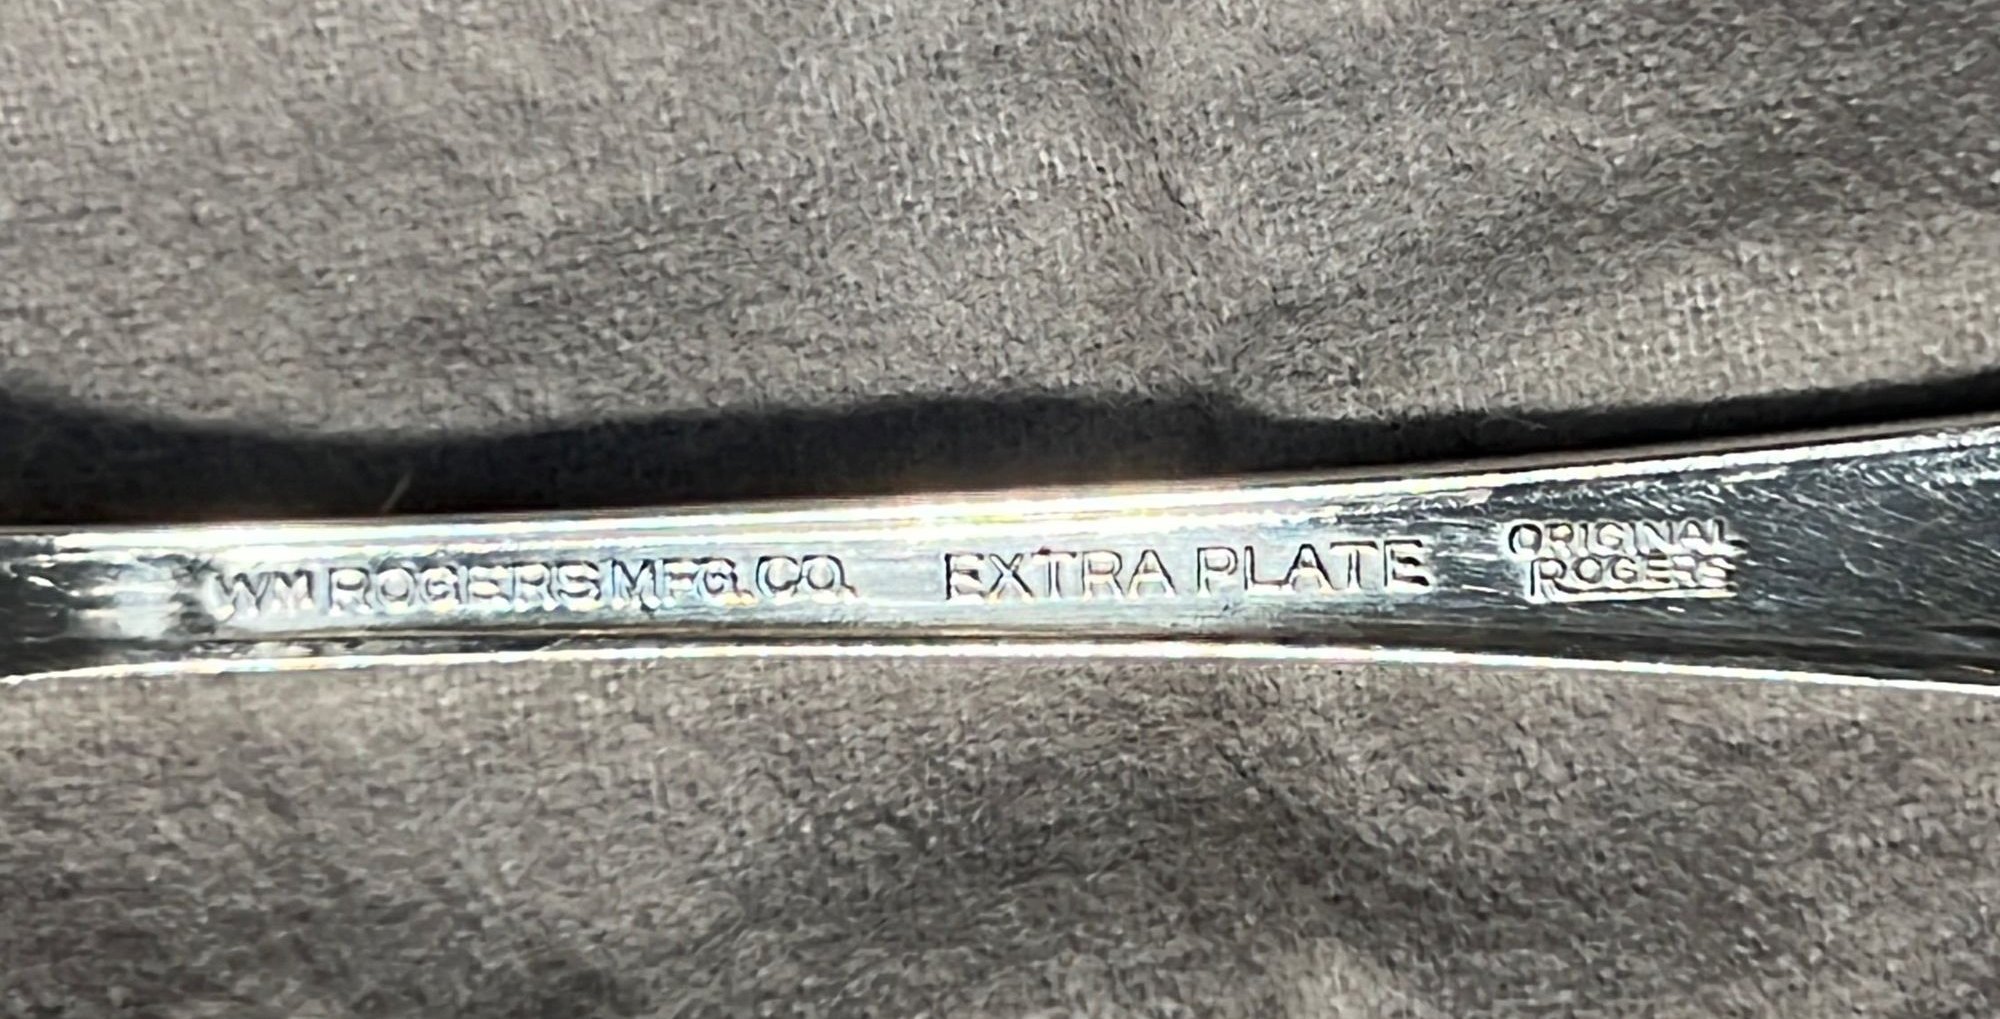 WM ROGERS MFG. CO. EXTRA PLATE ORIGINAL
ROGERS